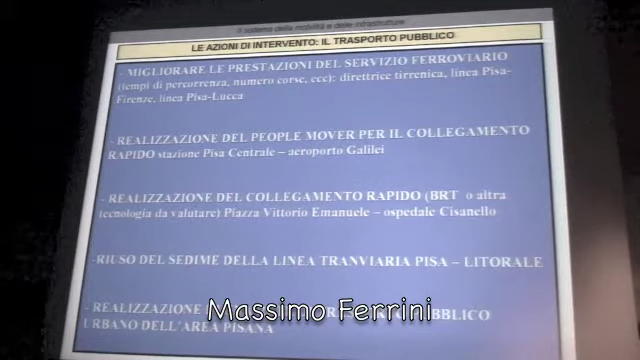 Il sistema della mobilità e delle infrastrutture
LE AZIONI DI INTERVENTO: IL TRASPORTO PUBBLICO
- MIGLIORARE LE PRESTAZIONI DEL SERVIZIO FERROVIARIO
(tempi di percorrenza, numero corse, ecc): direttrice tirrenica, linea Pisa-
Firenze, linea Pisa-Lucca
- REALIZZAZIONE DEL PEOPLE MOVER PER IL COLLEGAMENTO
RAPIDO stazione Pisa Centrale – aeroporto Galilei
- REALIZZAZIONE DEL COLLEGAMENTO RAPIDO (BRT o altra
tecnologia da valutare) Piazza Vittorio Emanuele – ospedale Cisanello
-RIUSO DEL SEDIME DELLA LINEA TRANVIARIA PISA – LITORALE
- REALIZZAZIONE PUBBLICO
URBANO DELL'AREA PISANA
Massimo Ferrini